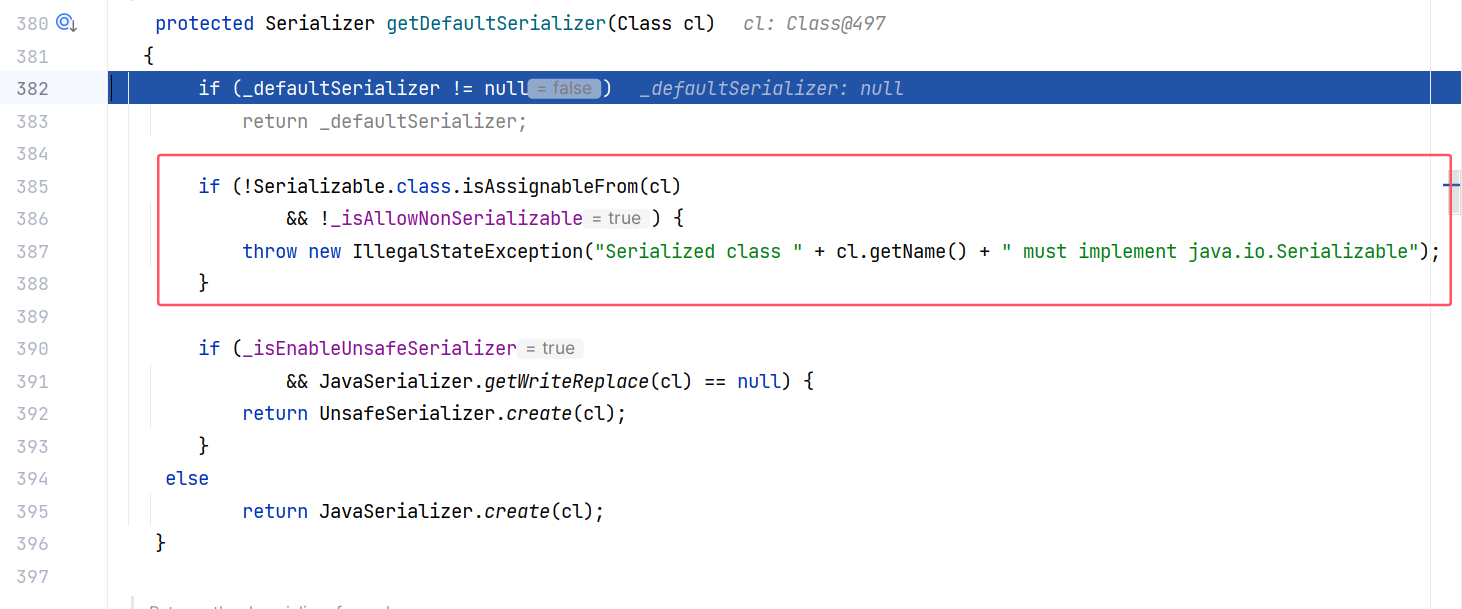 380 protected Serializer getDefaultSerializer(Class cl) cl: Class@497
381 {
382 if (_defaultSerializer != null = false ) _defaultSerializer: null
383 return _defaultSerializer;
384
385 if (!Serializable.class.isAssignableFrom(cl)
386 && !_isAllowNonSerializable = true ) {
387 throw new IllegalStateException("Serialized class " + cl.getName() + " must implement java.io.Serializable");
388 }
389
390 if (_isEnableUnsafeSerializer = true
391 && JavaSerializer.getWriteReplace(cl) == null) {
392 return UnsafeSerializer.create(cl);
393 }
394 else
395 return JavaSerializer.create(cl);
396 }
397